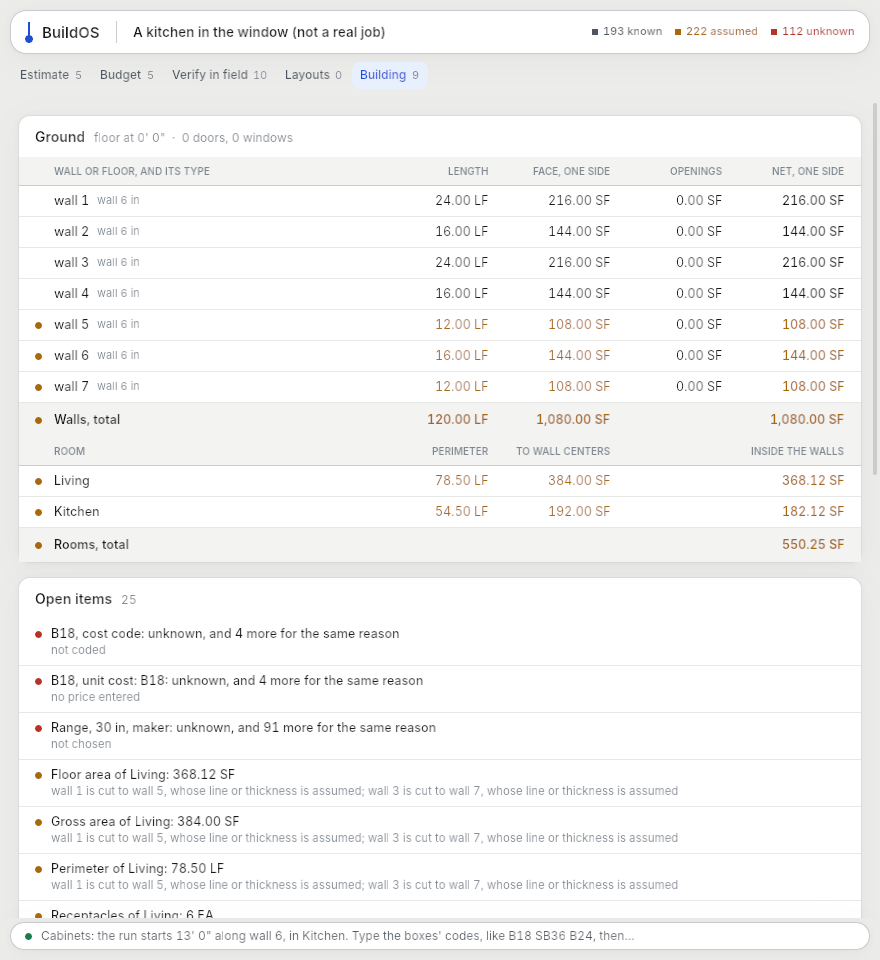 BuildOS
A kitchen in the window (not a real job)
193 known 222 assumed 112 unknown
Estimate 5 Budget 5 Verify in field 10 Layouts 0 Building 9
Ground floor at 0' 0" · 0 doors, 0 windows
WALL OR FLOOR, AND ITS TYPE LENGTH FACE, ONE SIDE OPENINGS NET, ONE SIDE
wall 1 wall 6 in 24.00 LF 216.00 SF 0.00 SF 216.00 SF
wall 2 wall 6 in 16.00 LF 144.00 SF 0.00 SF 144.00 SF
wall 3 wall 6 in 24.00 LF 216.00 SF 0.00 SF 216.00 SF
wall 4 wall 6 in 16.00 LF 144.00 SF 0.00 SF 144.00 SF
wall 5 wall 6 in 12.00 LF 108.00 SF 0.00 SF 108.00 SF
wall 6 wall 6 in 16.00 LF 144.00 SF 0.00 SF 144.00 SF
wall 7 wall 6 in 12.00 LF 108.00 SF 0.00 SF 108.00 SF
Walls, total 120.00 LF 1,080.00 SF 1,080.00 SF
ROOM PERIMETER TO WALL CENTERS INSIDE THE WALLS
Living 78.50 LF 384.00 SF 368.12 SF
Kitchen 54.50 LF 192.00 SF 182.12 SF
Rooms, total 550.25 SF
Open items 25
B18, cost code: unknown, and 4 more for the same reason
not coded
B18, unit cost: B18: unknown, and 4 more for the same reason
no price entered
Range, 30 in, maker: unknown, and 91 more for the same reason
not chosen
Floor area of Living: 368.12 SF
wall 1 is cut to wall 5, whose line or thickness is assumed; wall 3 is cut to wall 7, whose line or thickness is assumed
Gross area of Living: 384.00 SF
wall 1 is cut to wall 5, whose line or thickness is assumed; wall 3 is cut to wall 7, whose line or thickness is assumed
Perimeter of Living: 78.50 LF
wall 1 is cut to wall 5, whose line or thickness is assumed; wall 3 is cut to wall 7, whose line or thickness is assumed
Receptacles of Living: 6 EA
Cabinets: the run starts 13' 0" along wall 6, in Kitchen. Type the boxes' codes, like B18 SB36 B24, then...